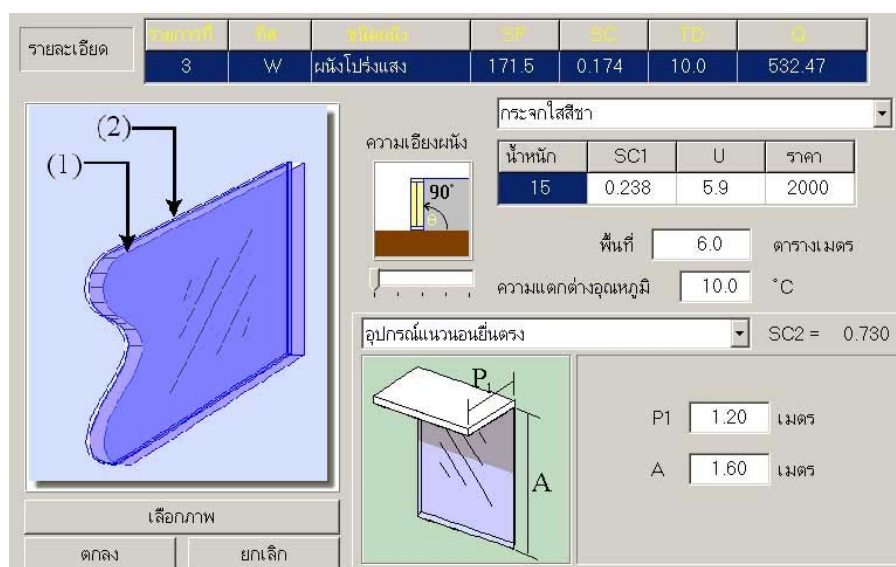 รายละเอียด
รายการที่ ทิศ ชนิดผนัง SF SC TD Q
3 W ผนังโปร่งแสง 171.5 0.174 10.0 532.47
(2)
(1)
กระจกใสสีชา
ความเอียงผนัง
น้ำหนัก SC1 U ราคา
15 0.238 5.9 2000
90°
θ
พื้นที่ 6.0 ตารางเมตร
ความแตกต่างอุณหภูมิ 10.0 °C
อุปกรณ์แนวนอนยื่นตรง SC2 = 0.730
P1
A
P1 1.20 เมตร
A 1.60 เมตร
เลือกภาพ
ตกลง ยกเลิก